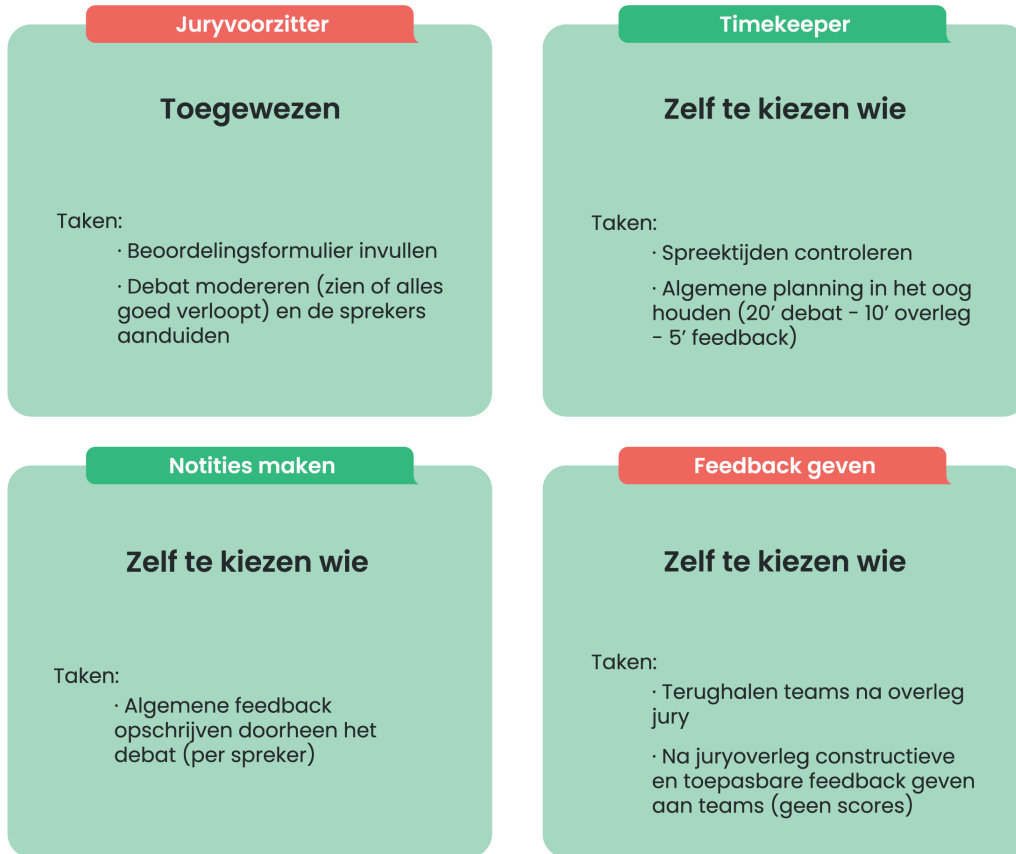 Juryvoorzitter
Toegewezen
Taken:
· Beoordelingsformulier invullen
· Debat modereren (zien of alles
goed verloopt) en de sprekers
aanduiden
Timekeeper
Zelf te kiezen wie
Taken:
· Spreektijden controleren
· Algemene planning in het oog
houden (20’ debat - 10’ overleg
- 5’ feedback)
Notities maken
Zelf te kiezen wie
Taken:
· Algemene feedback
opschrijven doorheen het
debat (per spreker)
Feedback geven
Zelf te kiezen wie
Taken:
· Terughalen teams na overleg
jury
· Na juryoverleg constructieve
en toepasbare feedback geven
aan teams (geen scores)